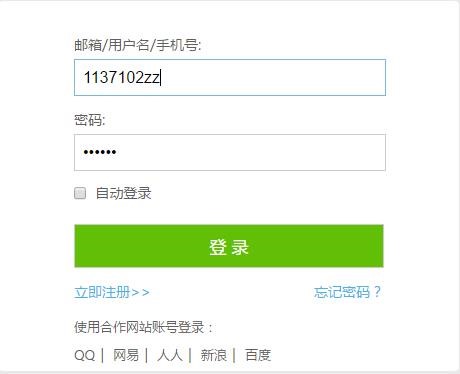 邮箱/用户名/手机号:
1137102zz
密码:
••••••
自动登录
登 录
立即注册>> 忘记密码？
使用合作网站账号登录：
QQ | 网易 | 人人 | 新浪 | 百度